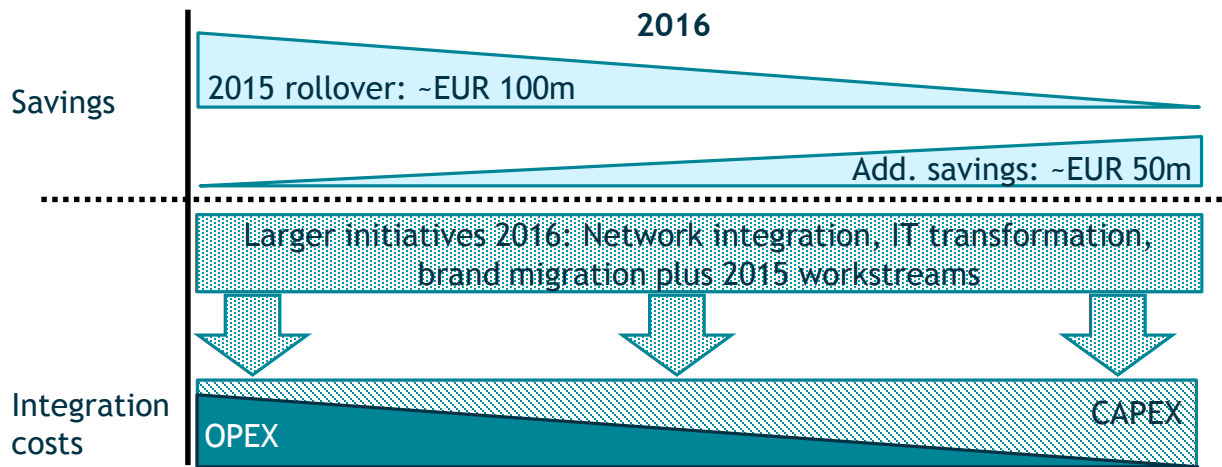 2016
Savings
2015 rollover: ~EUR 100m
Add. savings: ~EUR 50m
Larger initiatives 2016: Network integration, IT transformation,
brand migration plus 2015 workstreams
Integration
costs
OPEX
CAPEX